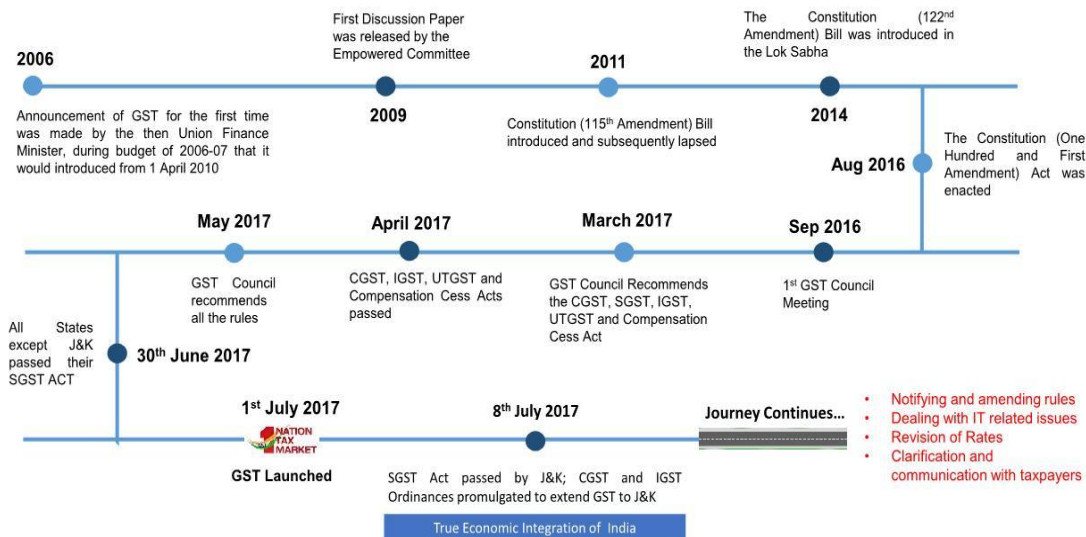 2006
Announcement of GST for the first time
was made by the then Union Finance
Minister, during budget of 2006-07 that it
would introduced from 1 April 2010
First Discussion Paper
was released by the
Empowered Committee
2009
2011
Constitution (115th Amendment) Bill
introduced and subsequently lapsed
The Constitution (122nd
Amendment) Bill was introduced in
the Lok Sabha
2014
Aug 2016
The Constitution (One
Hundred and First
Amendment) Act was
enacted
Sep 2016
1st GST Council
Meeting
March 2017
GST Council Recommends
the CGST, SGST, IGST,
UTGST and Compensation
Cess Act
April 2017
CGST, IGST, UTGST and
Compensation Cess Acts
passed
May 2017
GST Council
recommends
all the rules
All States
except J&K
passed their
SGST ACT
30th June 2017
1st July 2017
1 NATION
TAX
MARKET
GST Launched
8th July 2017
SGST Act passed by J&K; CGST and IGST
Ordinances promulgated to extend GST to J&K
True Economic Integration of India
Journey Continues...
• Notifying and amending rules
• Dealing with IT related issues
• Revision of Rates
• Clarification and
communication with taxpayers